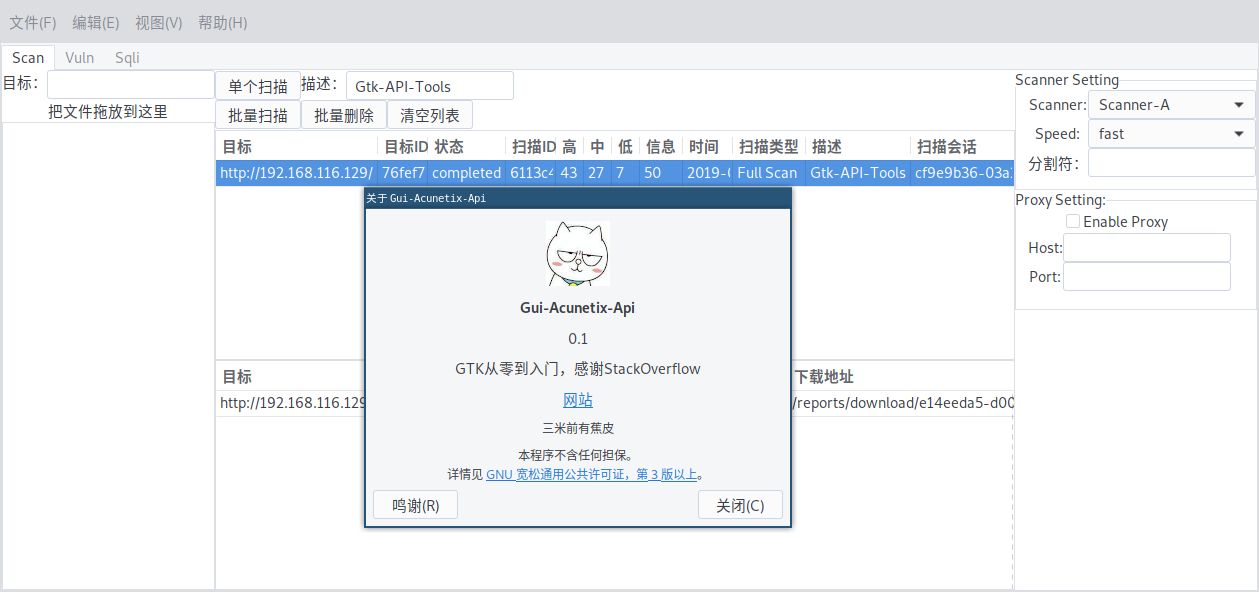 文件(F) 编辑(E) 视图(V) 帮助(H)
Scan Vuln Sqli
目标: 单个扫描 描述: Gtk-API-Tools
把文件拖放到这里 批量扫描 批量删除 清空列表
目标 目标ID 状态 扫描ID 高 中 低 信息 时间 扫描类型 描述 扫描会话
http://192.168.116.129/ 76fef7 completed 6113c4 43 27 7 50 2019-0 Full Scan Gtk-API-Tools cf9e9b36-03a
目标 下载地址
http://192.168.116.129 /reports/download/e14eeda5-d00
Scanner Setting
Scanner: Scanner-A
Speed: fast
分割符:
Proxy Setting:
Enable Proxy
Host:
Port:
关于 Gui-Acunetix-Api
Gui-Acunetix-Api
0.1
GTK从零到入门，感谢StackOverflow
网站
三米前有蕉皮
本程序不含任何担保。
详情见 GNU 宽松通用公共许可证，第 3 版以上。
鸣谢(R) 关闭(C)